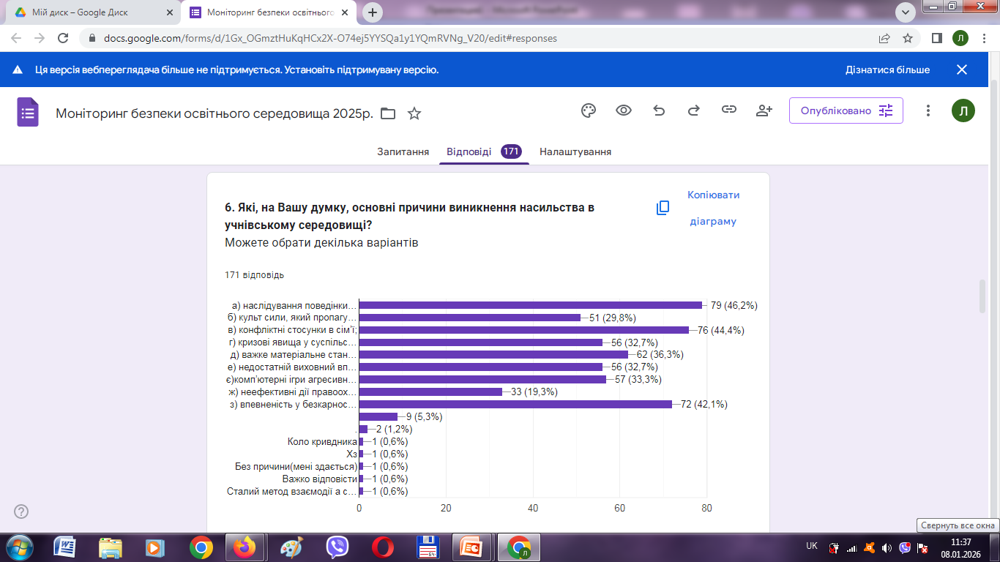 Мій диск – Google Диск
Моніторинг безпеки освітнього
docs.google.com/forms/d/1Gx_OGmztHuKqHCx2X-O74ej5YYSQa1y1YQmRVNg_V20/edit#responses
Л
Ця версія вебпереглядача більше не підтримується. Установіть підтримувану версію.
Дізнатися більше
Моніторинг безпеки освітнього середовища 2025р.
Опубліковано
Л
Запитання
Відповіді 171
Налаштування
6. Які, на Вашу думку, основні причини виникнення насильства в
учнівському середовищі?
Можете обрати декілька варіантів
Копіювати
діаграму
171 відповідь
а) наслідування поведінки… 79 (46,2%)
б) культ сили, який пропагу… 51 (29,8%)
в) конфліктні стосунки в сім'ї; 76 (44,4%)
г) кризові явища у суспільс… 56 (32,7%)
д) важке матеріальне стан… 62 (36,3%)
е) недостатній виховний вп… 56 (32,7%)
є)комп'ютерні ігри агресивн… 57 (33,3%)
ж) неефективні дії правоох… 33 (19,3%)
з) впевненість у безкарнос… 72 (42,1%)
9 (5,3%)
. 2 (1,2%)
Коло кривдника 1 (0,6%)
Хз 1 (0,6%)
Без причини(мені здається) 1 (0,6%)
Важко відповісти 1 (0,6%)
Сталий метод взаємодії а с… 1 (0,6%)
0 20 40 60 80
Свернуть все окна
UK
11:37
08.01.2026